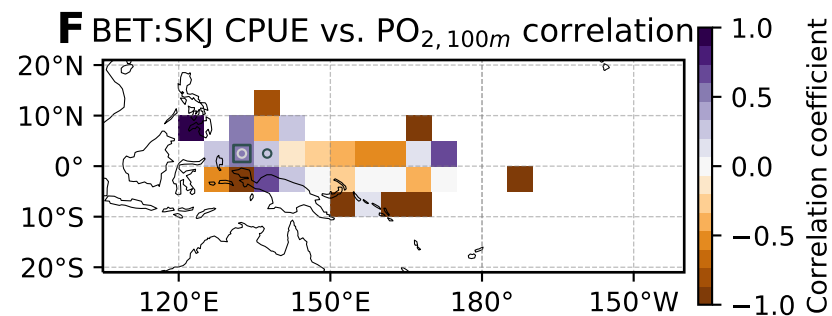 F BET:SKJ CPUE vs. PO2, 100m correlation
20°N
10°N
0°
10°S
20°S
120°E
150°E
180°
150°W
1.0
0.5
0.0
−0.5
−1.0
Correlation coefficient